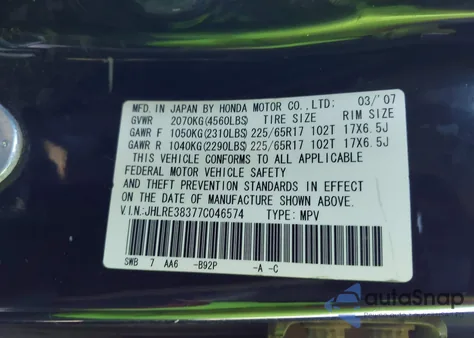 MFD. IN JAPAN BY HONDA MOTOR CO., LTD: 03/'07
GVWR 2070KG(4560LBS) TIRE SIZE RIM SIZE
GAWR F 1050KG(2310LBS) 225/65R17 102T 17X6.5J
GAWR R 1040KG(2290LBS) 225/65R17 102T 17X6.5J
THIS VEHICLE CONFORMS TO ALL APPLICABLE
FEDERAL MOTOR VEHICLE SAFETY
AND THEFT PREVENTION STANDARDS IN EFFECT
ON THE DATE OF MANUFACTURE SHOWN ABOVE.
V.I.N.:JHLRE38377C046574 TYPE: MPV
SWB 7 AA6 -B92P -A -C
autoSnap